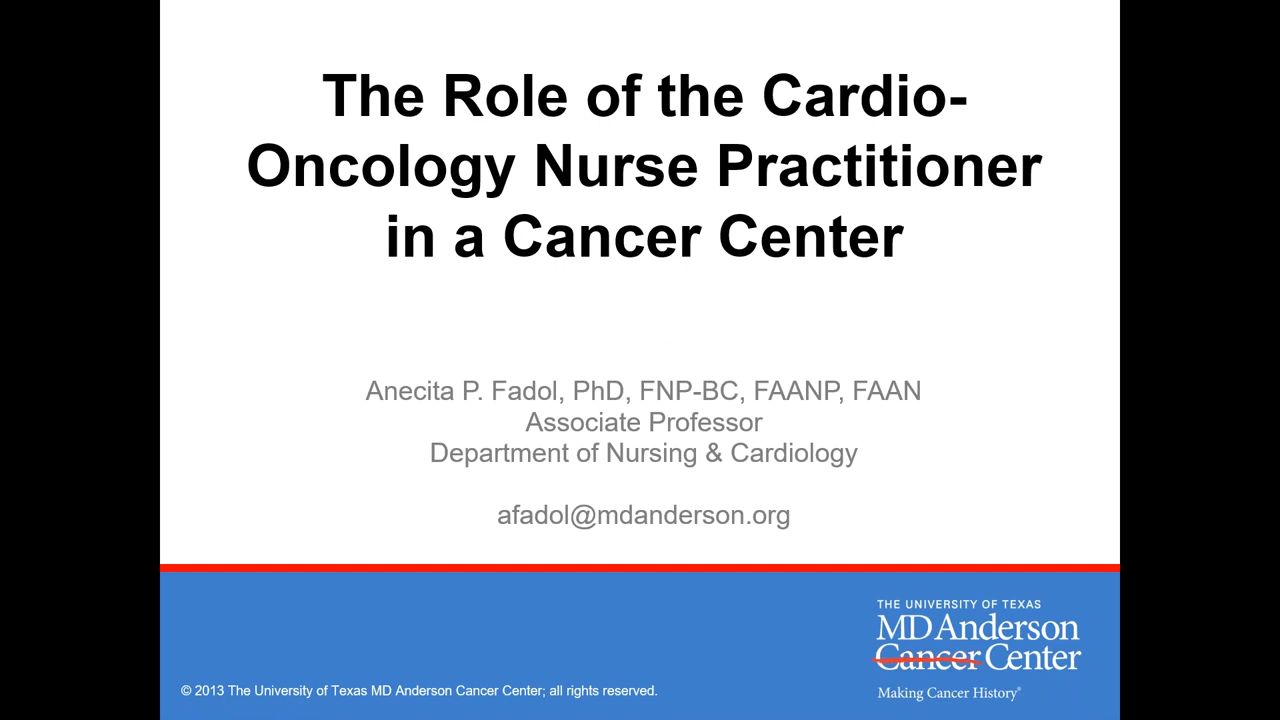 The Role of the Cardio-
Oncology Nurse Practitioner
in a Cancer Center
Anecita P. Fadol, PhD, FNP-BC, FAANP, FAAN
Associate Professor
Department of Nursing & Cardiology
afadol@mdanderson.org
© 2013 The University of Texas MD Anderson Cancer Center; all rights reserved.
THE UNIVERSITY OF TEXAS
MD Anderson
Cancer Center
Making Cancer History®